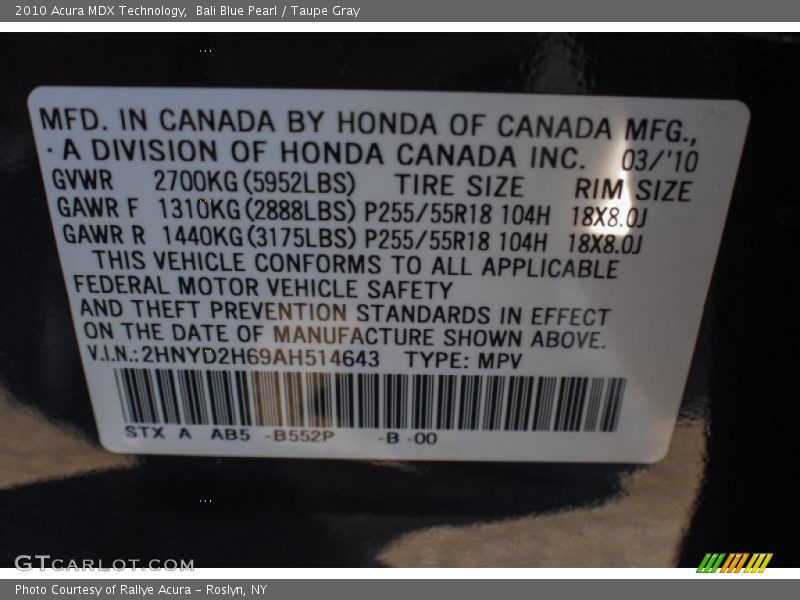 2010 Acura MDX Technology,  Bali Blue Pearl / Taupe Gray
MFD. IN CANADA BY HONDA OF CANADA MFG.,
A DIVISION OF HONDA CANADA INC. 03/'10
GVWR 2700KG(5952LBS) TIRE SIZE RIM SIZE
GAWR F 1310KG(2888LBS) P255/55R18 104H 18X8.0J
GAWR R 1440KG(3175LBS) P255/55R18 104H 18X8.0J
THIS VEHICLE CONFORMS TO ALL APPLICABLE
FEDERAL MOTOR VEHICLE SAFETY
AND THEFT PREVENTION STANDARDS IN EFFECT
ON THE DATE OF MANUFACTURE SHOWN ABOVE.
V.I.N.: 2HNYD2H69AH514643 TYPE: MPV
STX A AB5 -B552P -B -00
GTCARLOT.COM
Photo Courtesy of Rallye Acura – Roslyn, NY